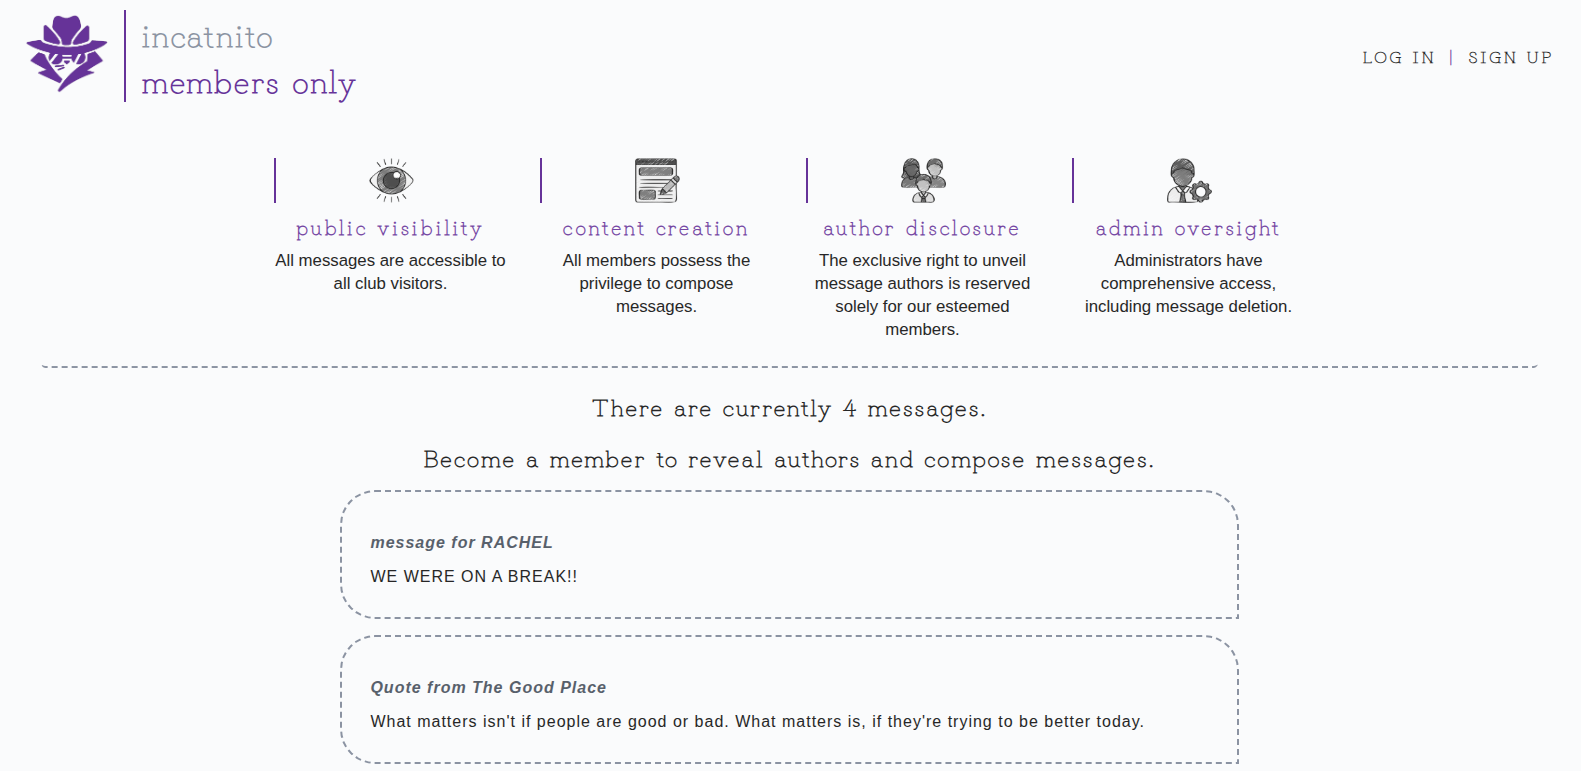 incatnito
members only
LOG IN | SIGN UP
public visibility
All messages are accessible to
all club visitors.
content creation
All members possess the
privilege to compose
messages.
author disclosure
The exclusive right to unveil
message authors is reserved
solely for our esteemed
members.
admin oversight
Administrators have
comprehensive access,
including message deletion.
There are currently 4 messages.
Become a member to reveal authors and compose messages.
message for RACHEL
WE WERE ON A BREAK!!
Quote from The Good Place
What matters isn't if people are good or bad. What matters is, if they're trying to be better today.